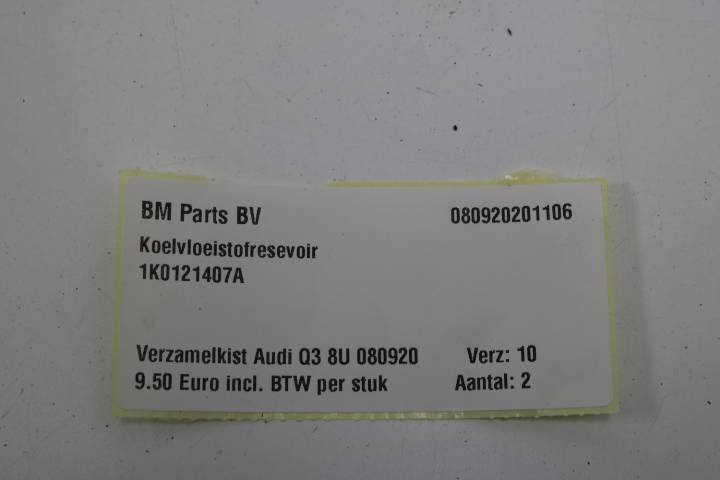 BM Parts BV 080920201106
Koelvloeistofresevoir
1K0121407A
Verzamelkist Audi Q3 8U 080920 Verz: 10
9.50 Euro incl. BTW per stuk Aantal: 2